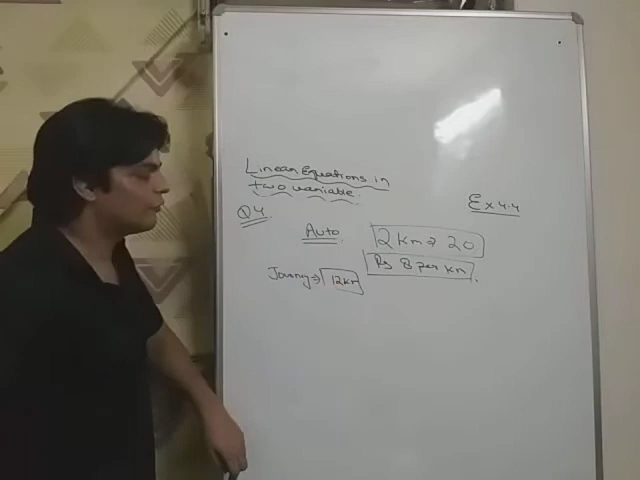 Linear Equations in
two variable.
Ex 4.4
Q4
Auto 2 km → 20
Rs 8 per km
Journey → 12km